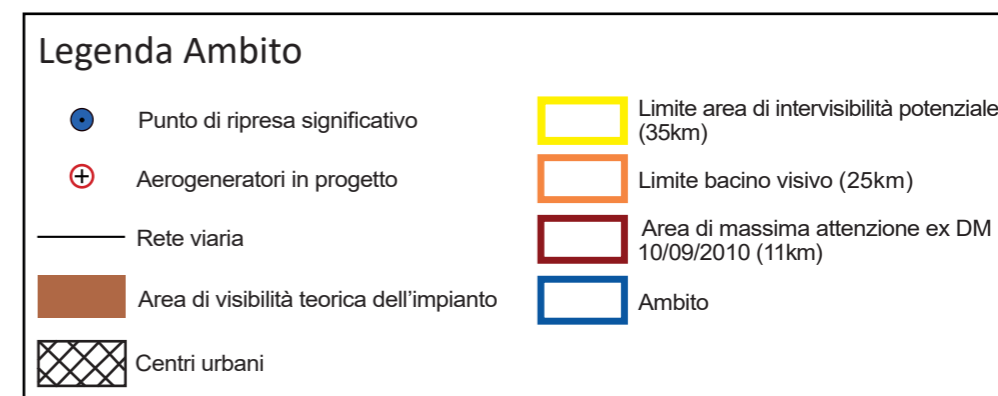 Legenda Ambito
Punto di ripresa significativo
Aerogeneratori in progetto
Rete viaria
Area di visibilità teorica dell'impianto
Centri urbani
Limite area di intervisibilità potenziale
(35km)
Limite bacino visivo (25km)
Area di massima attenzione ex DM
10/09/2010 (11km)
Ambito